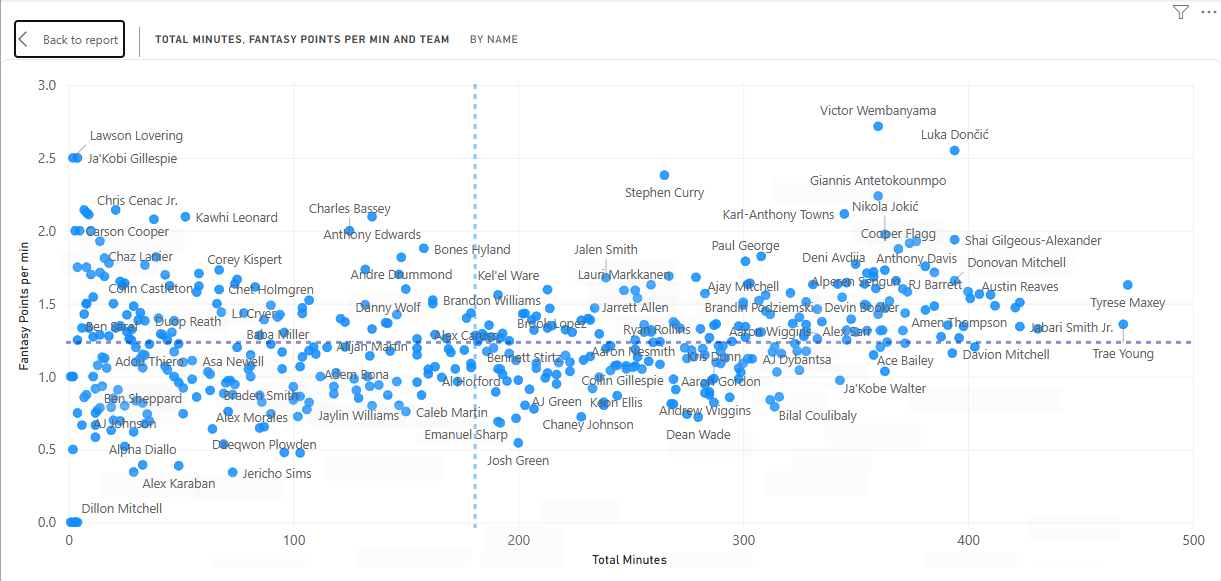 Back to report
TOTAL MINUTES, FANTASY POINTS PER MIN AND TEAM
BY NAME
3.0
Victor Wembanyama
Luka Dončić
Lawson Lovering
2.5
Ja'Kobi Gillespie
Giannis Antetokounmpo
Stephen Curry
Chris Cenac Jr.
Charles Bassey
Nikola Jokić
Kawhi Leonard
Karl-Anthony Towns
2.0
Carson Cooper
Anthony Edwards
Cooper Flagg
Shai Gilgeous-Alexander
Bones Hyland
Jalen Smith
Paul George
Chaz Lanier
Corey Kispert
Deni Avdija
Anthony Davis
Donovan Mitchell
Andre Drummond
Kel'el Ware
Lauri Markkanen
Colin Castleton
Chet Holmgren
Ajay Mitchell
Alperen Sengun
RJ Barrett
Austin Reaves
1.5
Brandon Williams
Tyrese Maxey
Danny Wolf
Jarrett Allen
Brandin Podziemski
Devin Booker
LJ Cryer
Duop Reath
Brook Lopez
Amen Thompson
Ben Saraf
Ryan Rollins
Jabari Smith Jr.
Baba Miller
Alex Caruso
Aaron Wiggins
Alex Sarr
Alijah Martin
Aaron Nesmith
Trae Young
Adou Thiero
Asa Newell
Bennett Stirtz
Kris Dunn
AJ Dybantsa
Ace Bailey
Davion Mitchell
1.0
Adem Bona
Al Horford
Collin Gillespie
Aaron Gordon
Ja'Kobe Walter
Ben Sheppard
Braden Smith
AJ Green
Keon Ellis
Alex Morales
Jaylin Williams
Caleb Martin
Andrew Wiggins
Bilal Coulibaly
AJ Johnson
Chaney Johnson
Emanuel Sharp
Dean Wade
0.5
Alpha Diallo
Daeqwon Plowden
Josh Green
Alex Karaban
Jericho Sims
Dillon Mitchell
0.0
0
100
200
300
400
500
Fantasy Points per min
Total Minutes